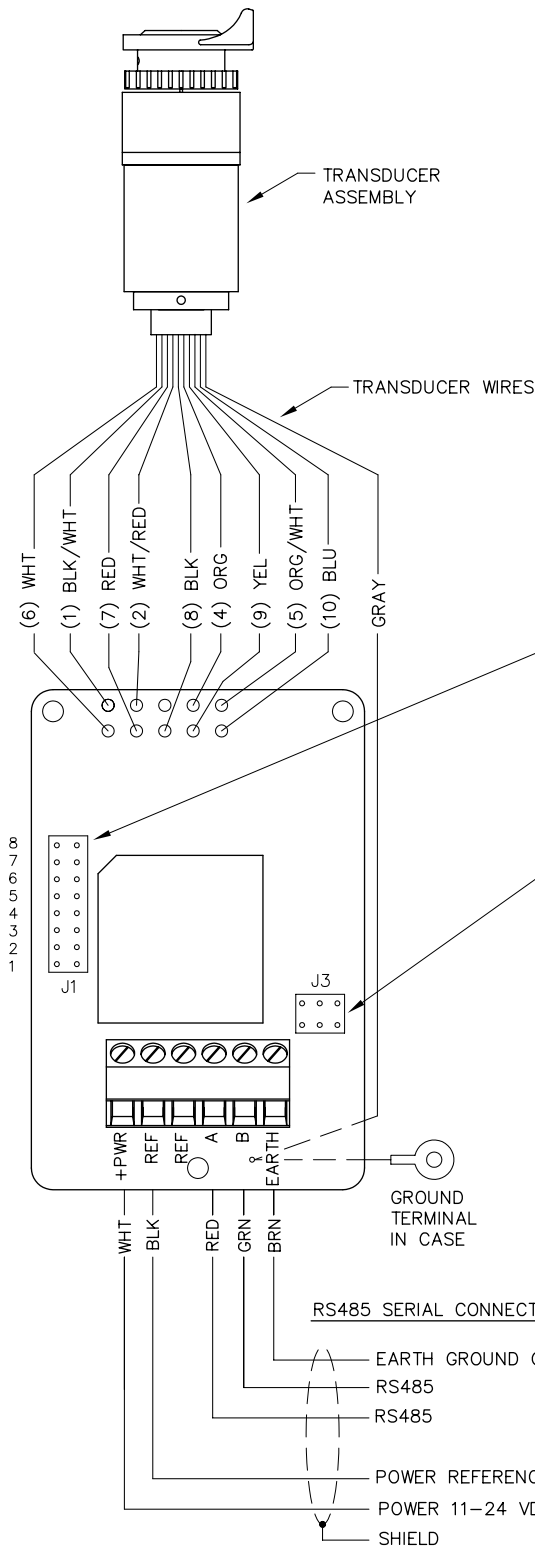 TRANSDUCER
ASSEMBLY
TRANSDUCER WIRES
(6) WHT
(1) BLK/WHT
(7) RED
(2) WHT/RED
(8) BLK
(4) ORG
(9) YEL
(5) ORG/WHT
(10) BLU
GRAY
8
7
6
5
4
3
2
1
J1
J3
+PWR
REF
REF
A
B
EARTH
GROUND
TERMINAL
IN CASE
WHT
BLK
RED
GRN
BRN
RS485 SERIAL CONNECT
EARTH GROUND
RS485
RS485
POWER REFERENC
POWER 11-24 VD
SHIELD